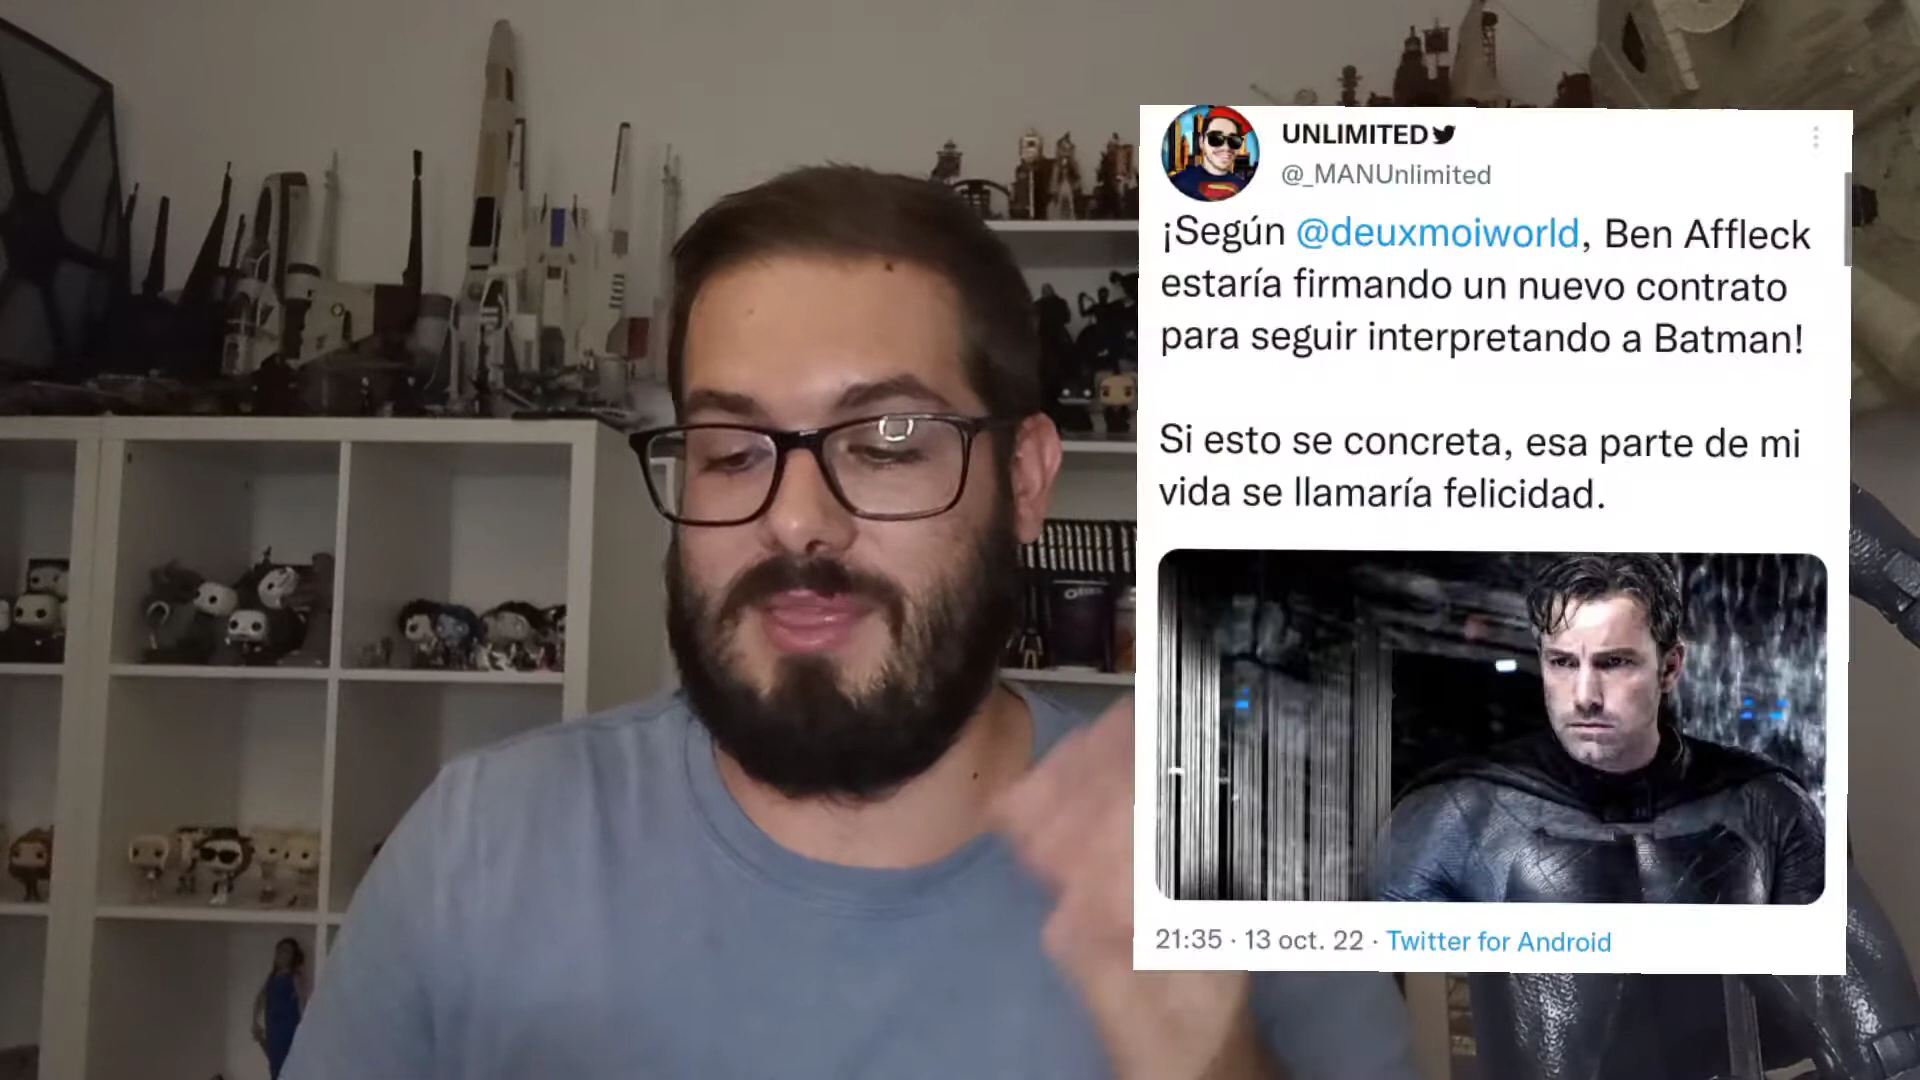 UNLIMITED
@_MANUnlimited
¡Según @deuxmoiworld, Ben Affleck
estaría firmando un nuevo contrato
para seguir interpretando a Batman!
Si esto se concreta, esa parte de mi
vida se llamaría felicidad.
21:35 · 13 oct. 22 · Twitter for Android